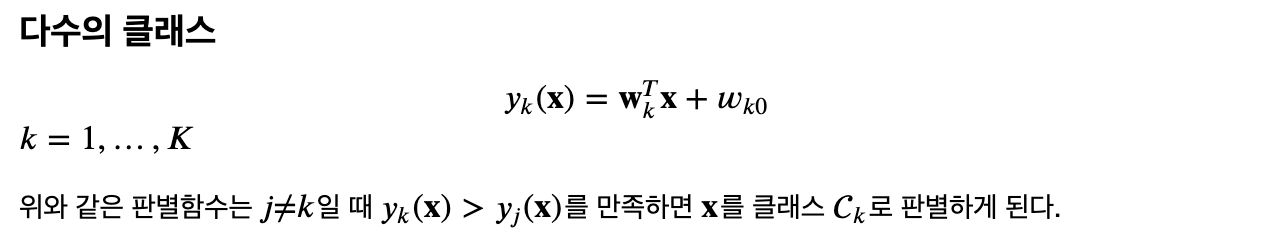 다수의 클래스
yₖ(𝐱) = 𝐰ₖᵀ𝐱 + wₖ₀
k = 1, … , K
위와 같은 판별함수는 j≠k일 때 yₖ(𝐱) > yⱼ(𝐱)를 만족하면 𝐱를 클래스 𝒞ₖ로 판별하게 된다.